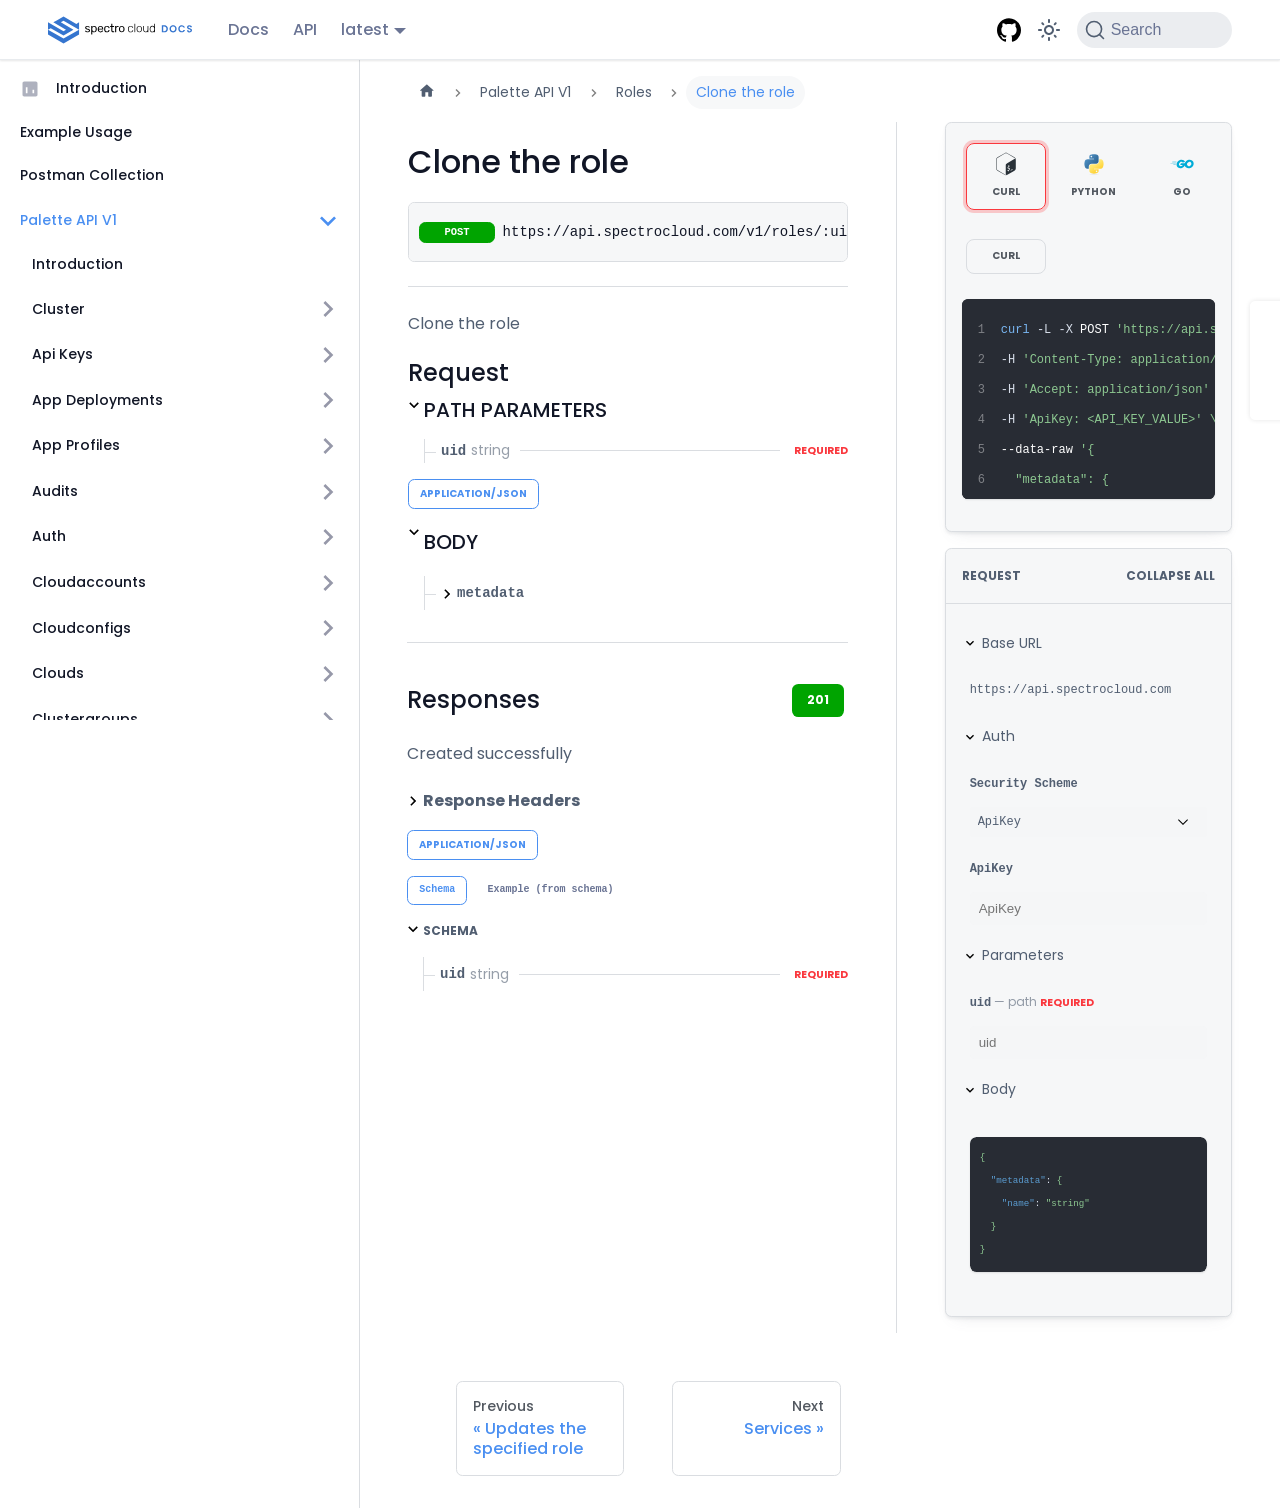 spectro cloud DOCS
Docs
API
latest
Search
Introduction
Example Usage
Postman Collection
Palette API V1
Introduction
Cluster
Api Keys
App Deployments
App Profiles
Audits
Auth
Cloudaccounts
Cloudconfigs
Clouds
Clustergroups
Palette API V1
Roles
Clone the role
Clone the role
POST https://api.spectrocloud.com/v1/roles/:ui
Clone the role
Request
PATH PARAMETERS
uid string REQUIRED
APPLICATION/JSON
BODY
metadata
Responses
201
Created successfully
Response Headers
APPLICATION/JSON
Schema
Example (from schema)
SCHEMA
uid string REQUIRED
CURL
PYTHON
GO
CURL
1 curl -L -X POST 'https://api.s
2 -H 'Content-Type: application/
3 -H 'Accept: application/json'
4 -H 'ApiKey: <API_KEY_VALUE>' \
5 --data-raw '{
6 "metadata": {
REQUEST
COLLAPSE ALL
Base URL
https://api.spectrocloud.com
Auth
Security Scheme
ApiKey
ApiKey
ApiKey
Parameters
uid — path REQUIRED
uid
Body
{
"metadata": {
"name": "string"
}
}
Previous
« Updates the
specified role
Next
Services »